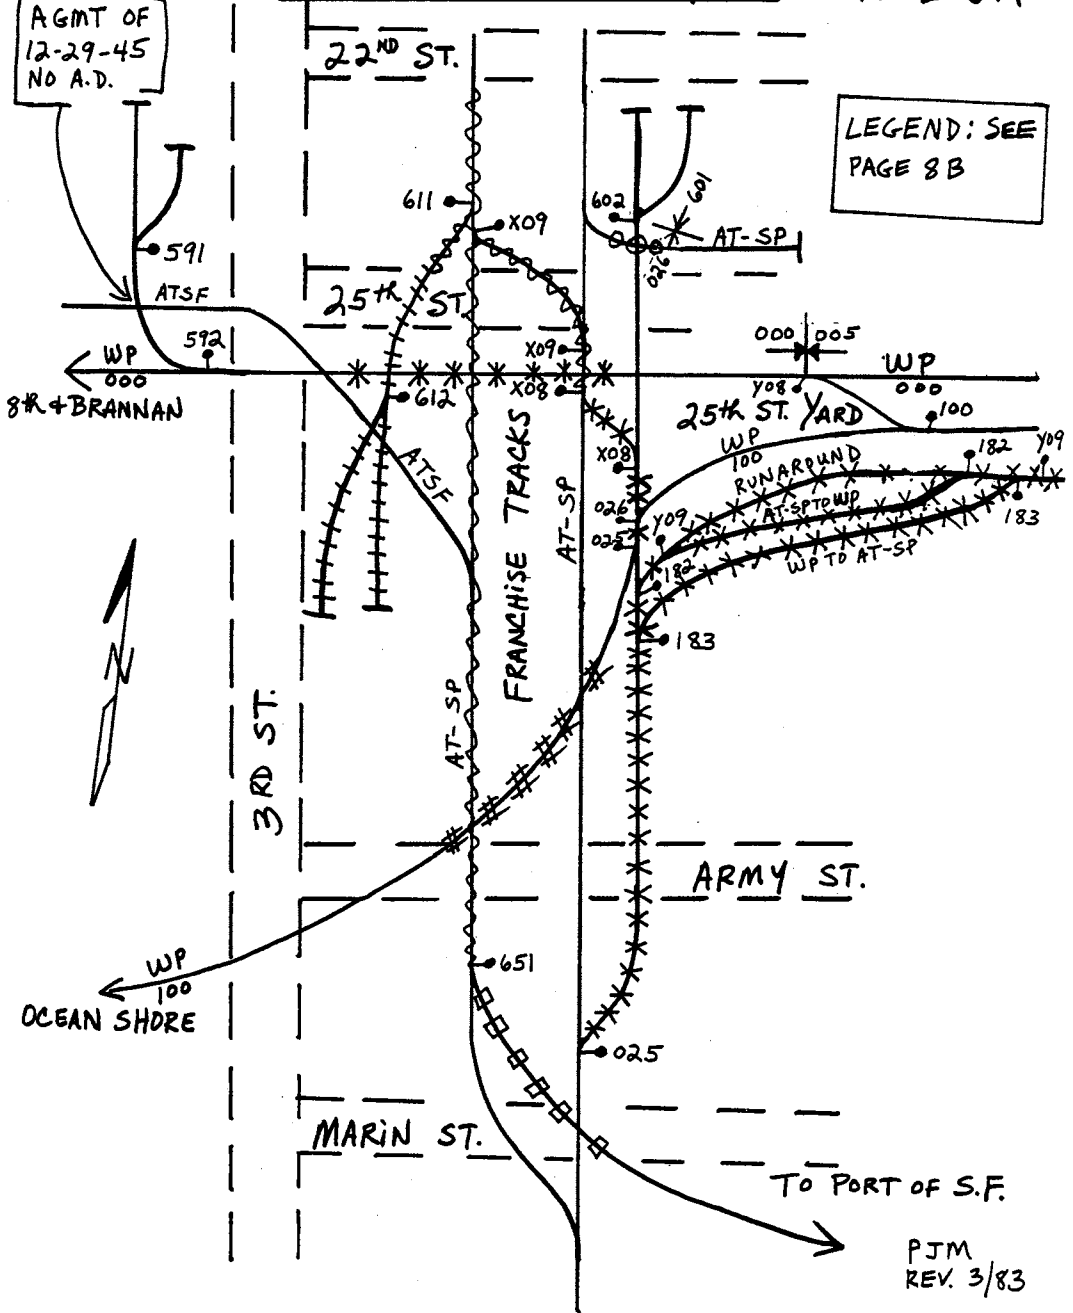 AGMT OF
12-29-45
NO A.D.
22ND ST.
LEGEND: SEE
PAGE 8B
611
X09
602
601
AT-SP
026
591
ATSF
25th ST.
592
WP
000
8th & BRANNAN
X09
X08
612
000 005
WP
000
Y08
25th ST. YARD
100
WP
100
RUNAROUND
182
Y09
AT-SP TO WP
183
WP TO AT-SP
X08
026
025
Y09
182
183
ATSF
FRANCHISE TRACKS
AT-SP
AT-SP
N
3RD ST.
ARMY ST.
WP
100
OCEAN SHORE
651
025
MARIN ST.
TO PORT OF S.F.
PJM
REV. 3/83